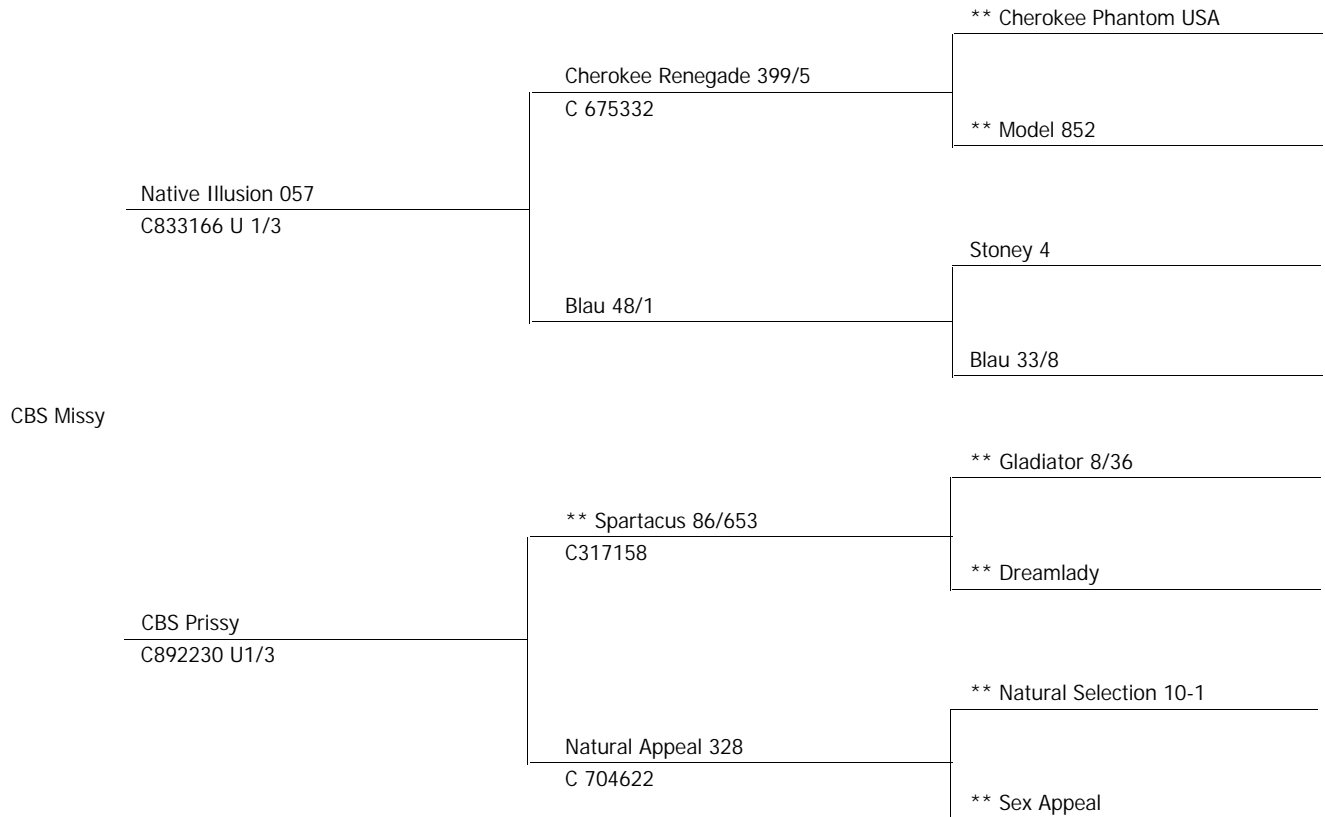 ** Cherokee Phantom USA
Cherokee Renegade 399/5
C 675332
** Model 852
Native Illusion 057
C833166 U 1/3
Stoney 4
Blau 48/1
Blau 33/8
CBS Missy
** Gladiator 8/36
** Spartacus 86/653
C317158
** Dreamlady
CBS Prissy
C892230 U1/3
** Natural Selection 10-1
Natural Appeal 328
C 704622
** Sex Appeal